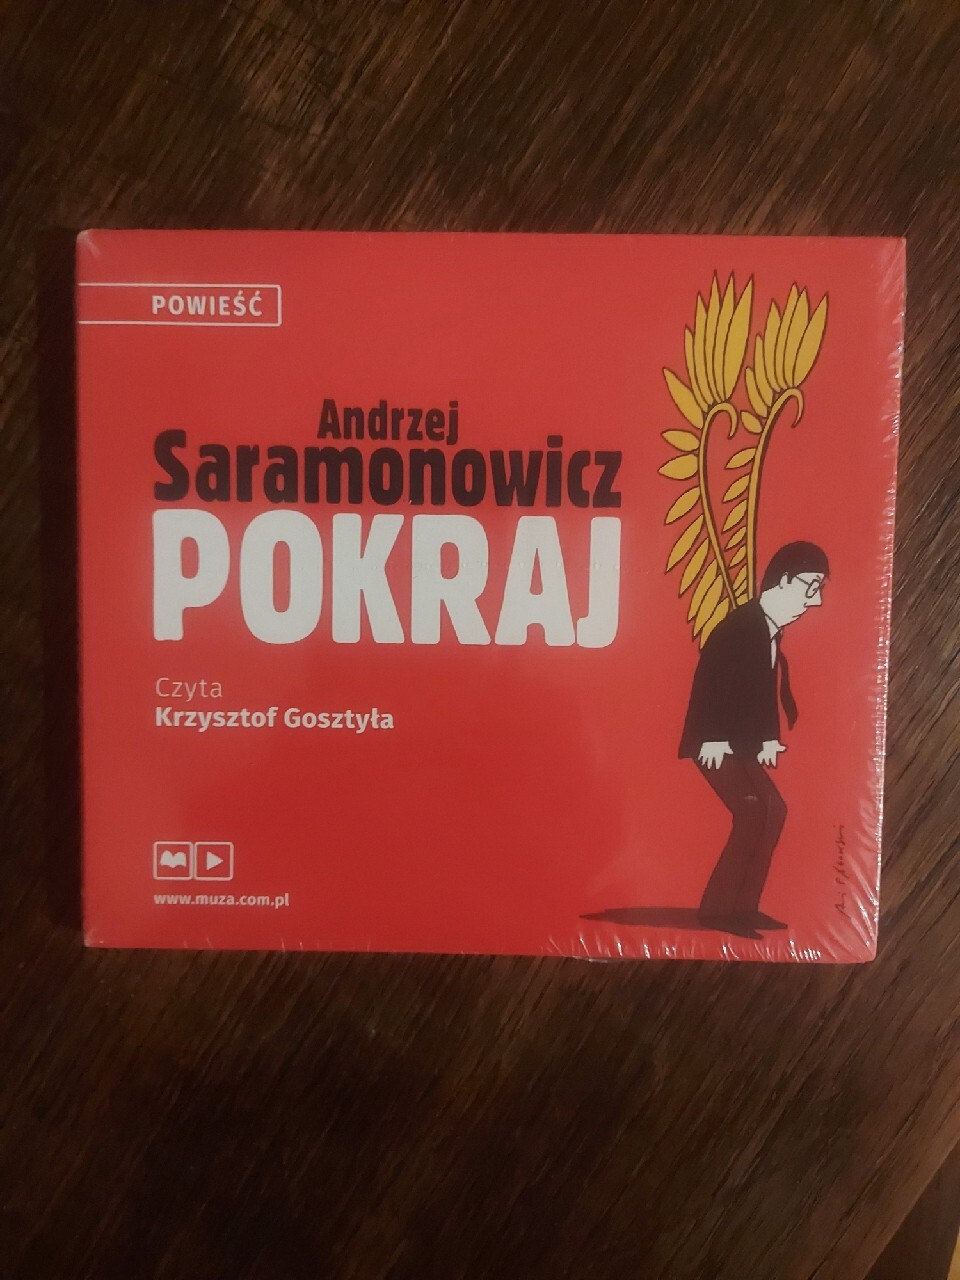 POWIEŚĆ
Andrzej
Saramonowicz
POKRAJ
Czyta
Krzysztof Gosztyła
www.muza.com.pl